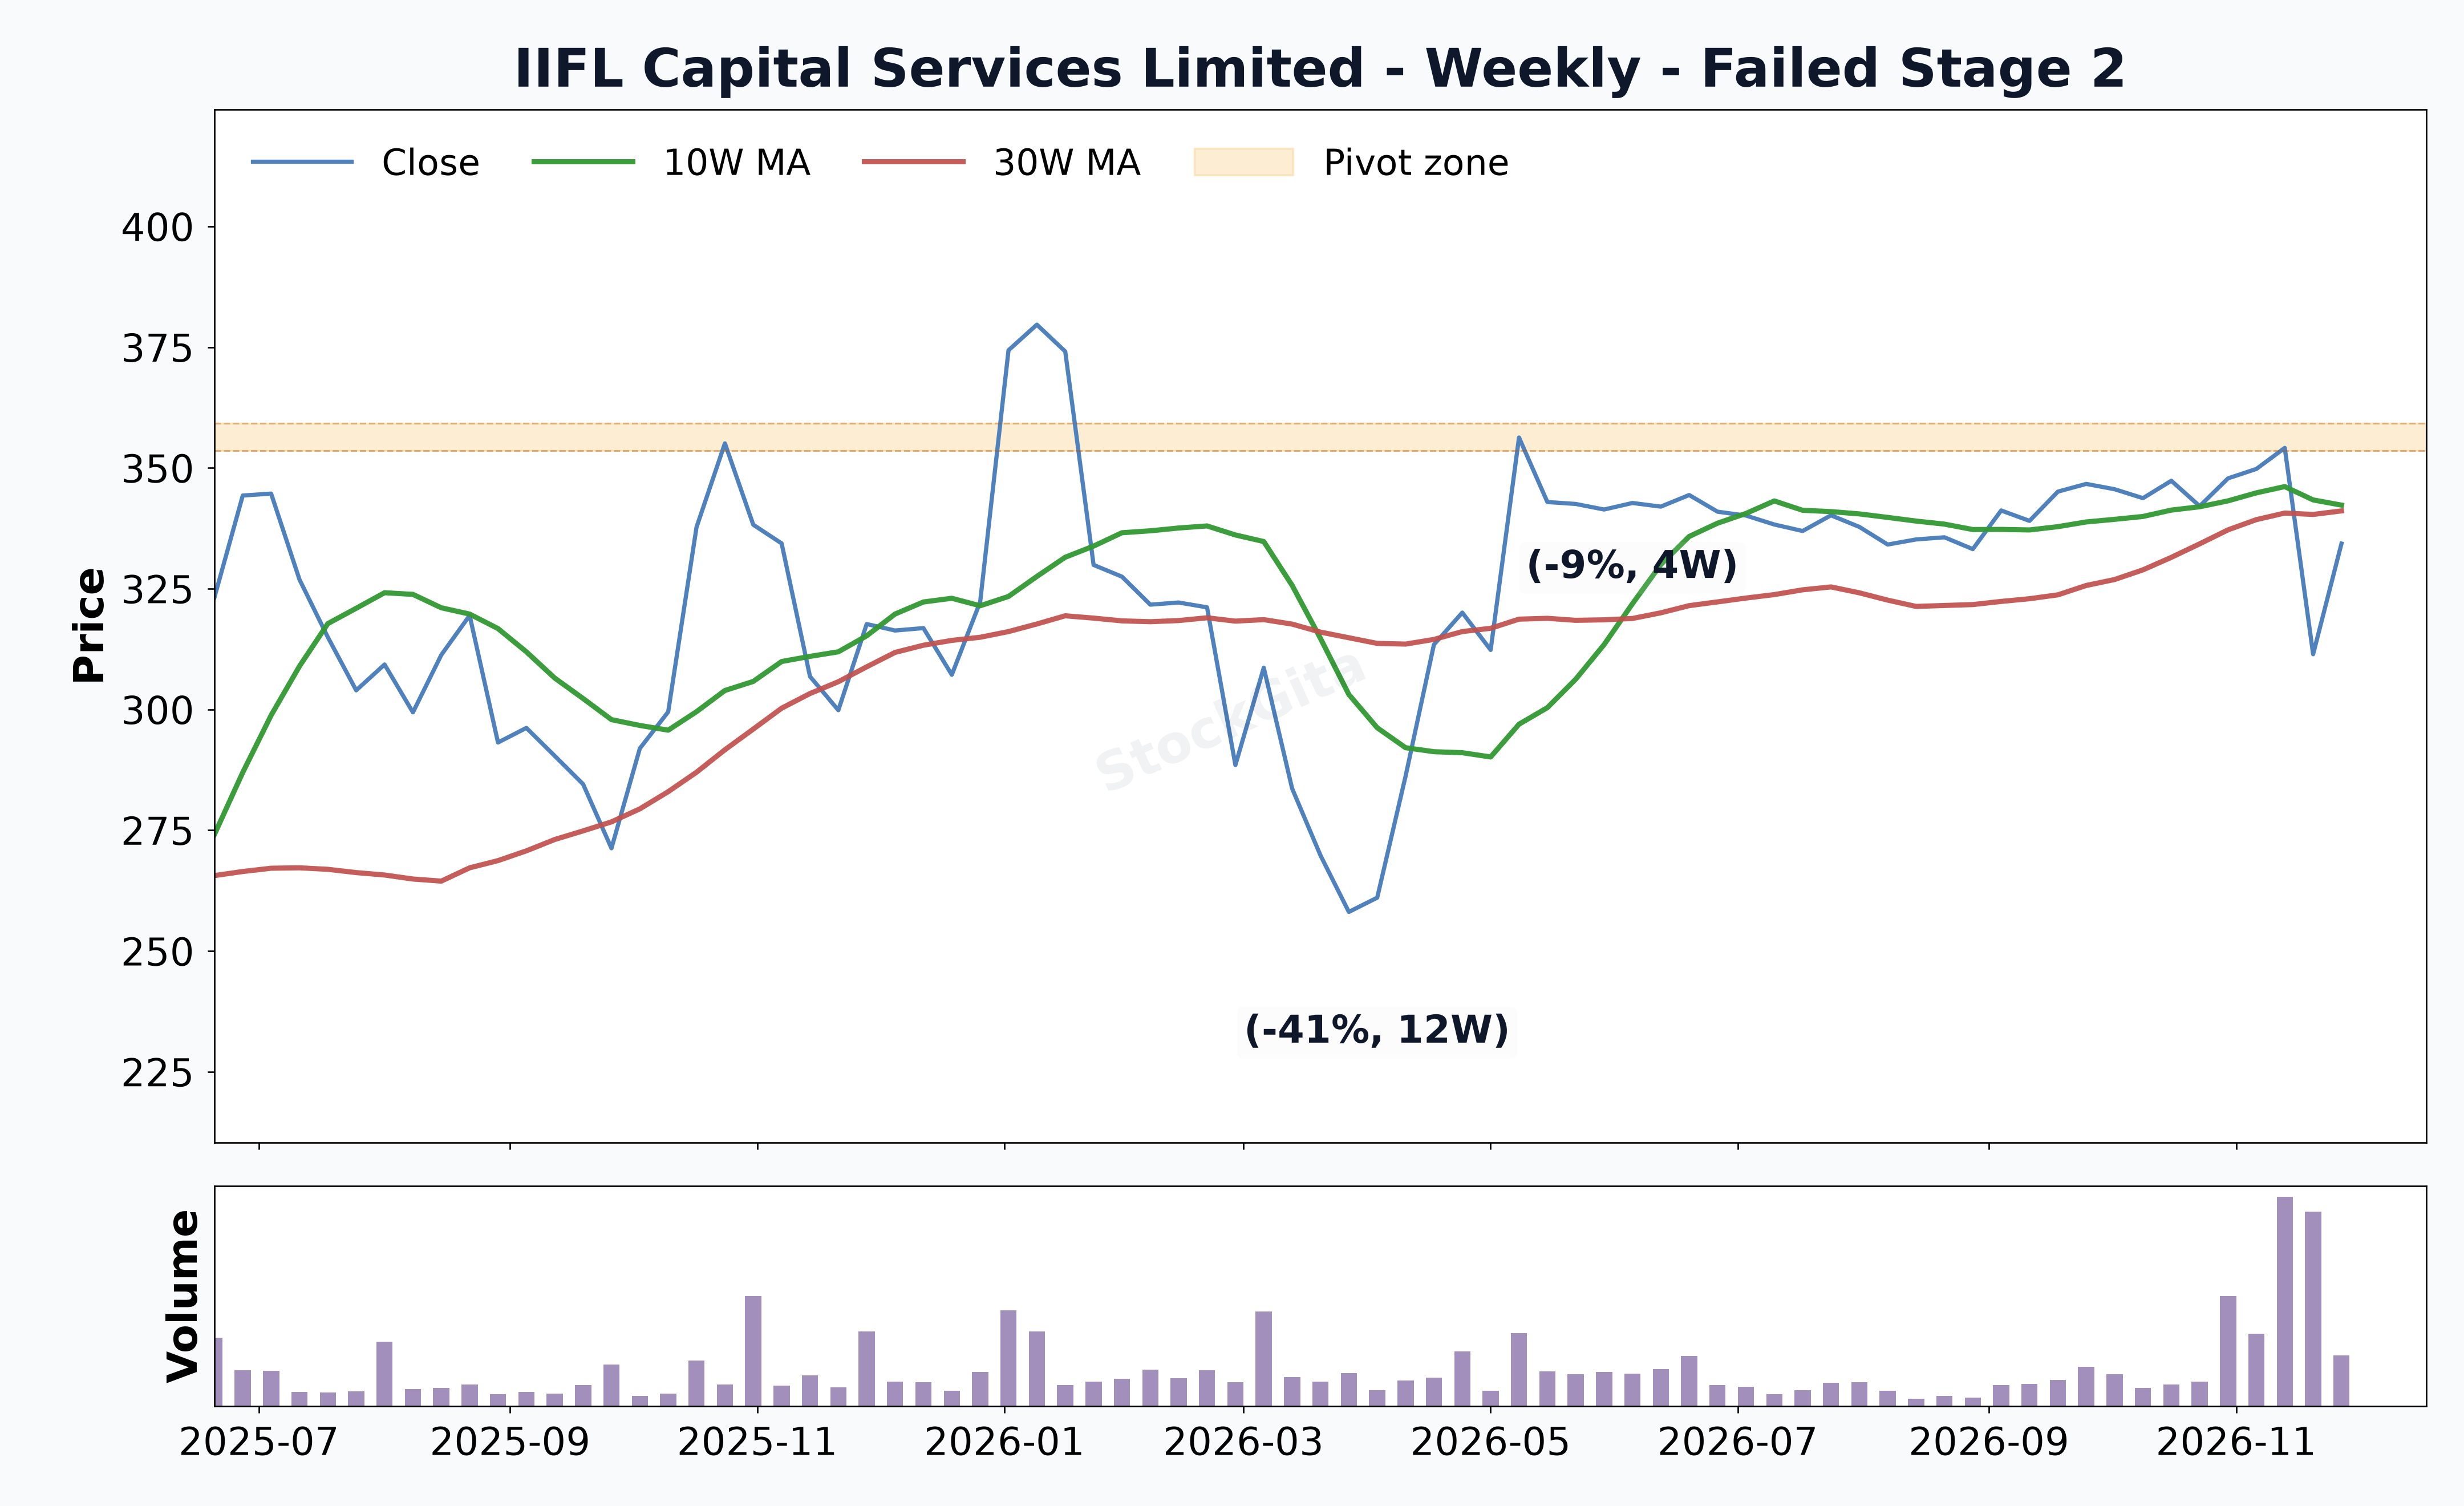 IIFL Capital Services Limited - Weekly - Failed Stage 2
Close 10W MA 30W MA Pivot zone
Price
400
375
350
325
300
275
250
225
(-9%, 4W)
StockGita
(-41%, 12W)
Volume
2025-07 2025-09 2025-11 2026-01 2026-03 2026-05 2026-07 2026-09 2026-11